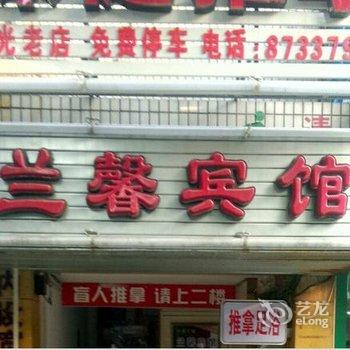 光老店 免费停车 电话：873379
兰馨宾馆
盲人推拿 请上二楼
推拿足浴
艺龙
eLong